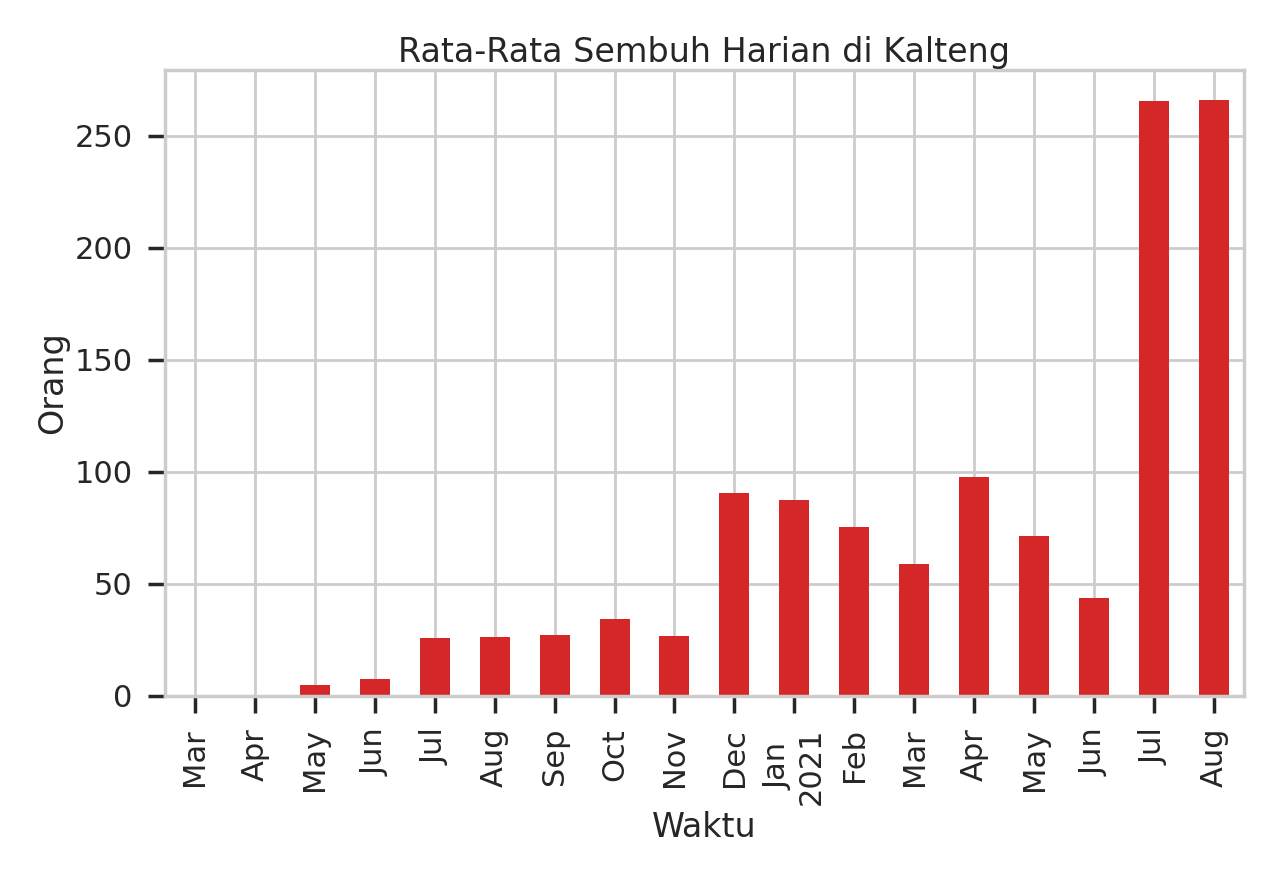 Rata-Rata Sembuh Harian di Kalteng
Orang
250
200
150
100
50
0
Mar
Apr
May
Jun
Jul
Aug
Sep
Oct
Nov
Dec
Jan
2021
Feb
Mar
Apr
May
Jun
Jul
Aug
Waktu